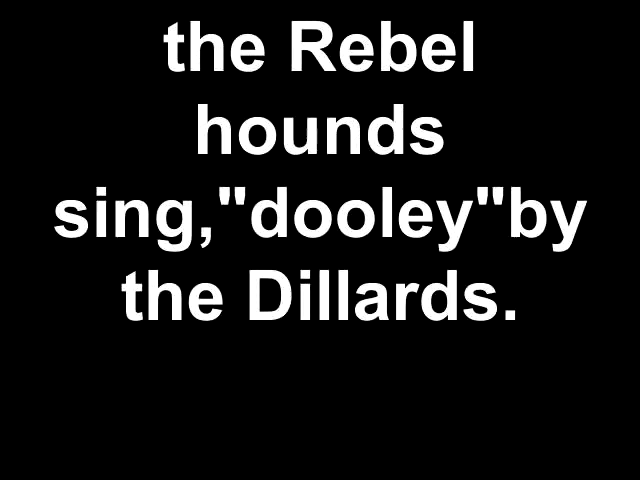 the Rebel
hounds
sing,"dooley"by
the Dillards.